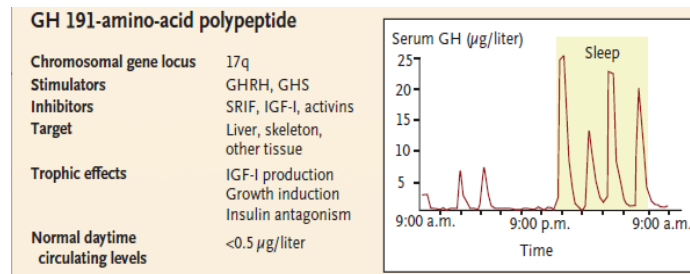 GH 191-amino-acid polypeptide
Chromosomal gene locus 17q
Stimulators GHRH, GHS
Inhibitors SRIF, IGF-I, activins
Target Liver, skeleton,
other tissue
Trophic effects IGF-I production
Growth induction
Insulin antagonism
Normal daytime <0.5 µg/liter
circulating levels
Serum GH (µg/liter)
Sleep
25
20
15
10
5
9:00 a.m. 9:00 p.m. 9:00 a.m.
Time